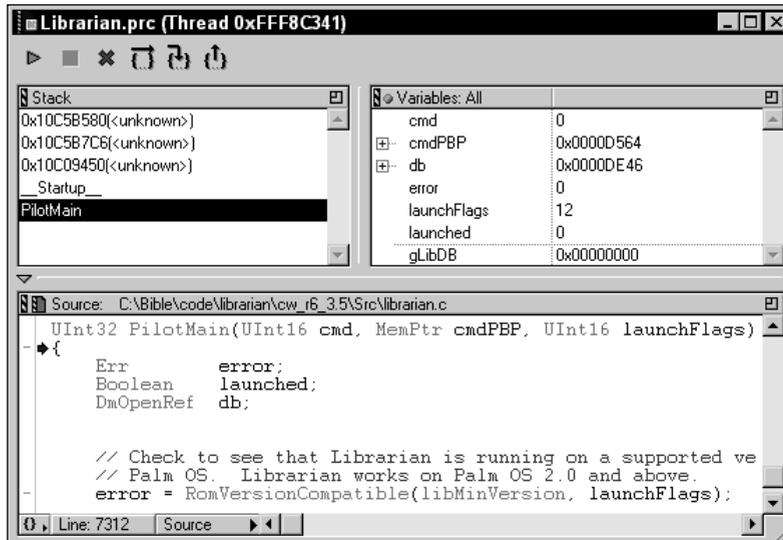 Librarian.prc (Thread 0xFFF8C341)
Stack
0x10C5B580(<unknown>)
0x10C5B7C6(<unknown>)
0x10C09450(<unknown>)
__Startup__
PilotMain
Variables: All
cmd 0
cmdPBP 0x0000D564
db 0x0000DE46
error 0
launchFlags 12
launched 0
gLibDB 0x00000000
Source: C:\Bible\code\librarian\cw_r6_3.5\Src\librarian.c
UInt32 PilotMain(UInt16 cmd, MemPtr cmdPBP, UInt16 launchFlags)
{
Err error;
Boolean launched;
DmOpenRef db;
// Check to see that Librarian is running on a supported ve
// Palm OS. Librarian works on Palm OS 2.0 and above.
error = RomVersionCompatible(libMinVersion, launchFlags);
Line: 7312 Source